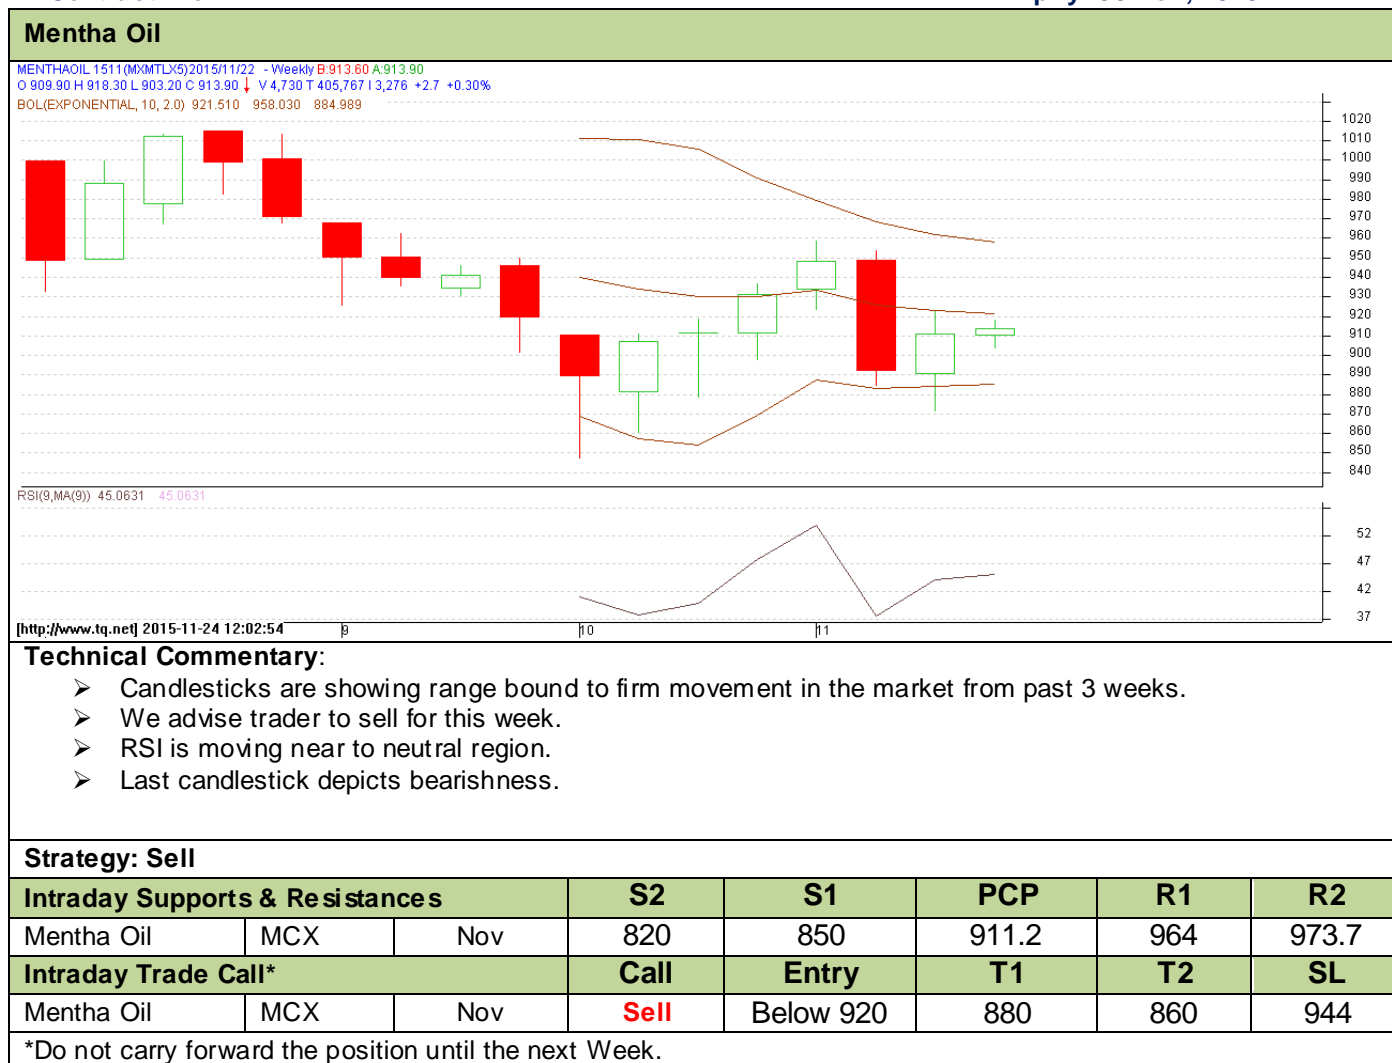 Mentha Oil
MENTHAOIL 1511(MXMTLX5)2015/11/22 - Weekly B:913.60 A:913.90
O 909.90 H 918.30 L 903.20 C 913.90 V 4,730 T 405,767 I 3,276 +2.7 +0.30%
BOL(EXPONENTIAL, 10, 2.0) 921.510 958.030 884.989
1020
1010
1000
990
980
970
960
950
940
930
920
910
900
890
880
870
860
850
840
RSI(9,MA(9)) 45.0631 45.0631
52
47
42
37
[http://www.tq.net] 2015-11-24 12:02:54 9 10 11
Technical Commentary:
➢ Candlesticks are showing range bound to firm movement in the market from past 3 weeks.
➢ We advise trader to sell for this week.
➢ RSI is moving near to neutral region.
➢ Last candlestick depicts bearishness.
Strategy: Sell
Intraday Supports & Resistances S2 S1 PCP R1 R2
Mentha Oil MCX Nov 820 850 911.2 964 973.7
Intraday Trade Call* Call Entry T1 T2 SL
Mentha Oil MCX Nov Sell Below 920 880 860 944
*Do not carry forward the position until the next Week.